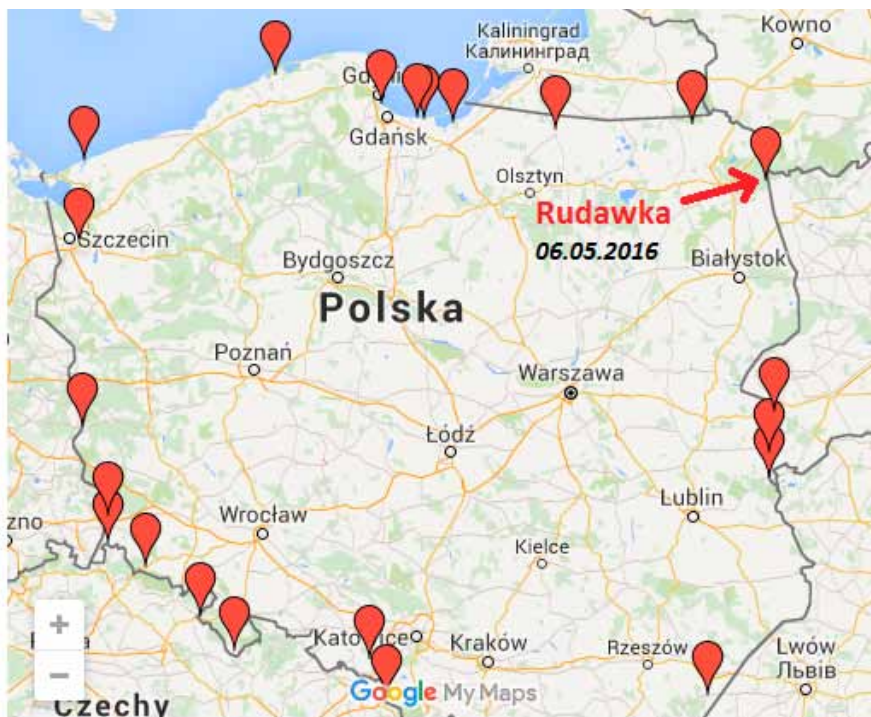 Kaliningrad
Калининград
Kowno
Gdańsk
Olsztyn
Rudawka
06.05.2016
Szczecin
Bydgoszcz
Białystok
Polska
Poznań
Warszawa
Łódź
Lublin
Wrocław
Kielce
+
Katowice
Kraków
Rzeszów
Lwów
Львів
−
Google My Maps
Czechy